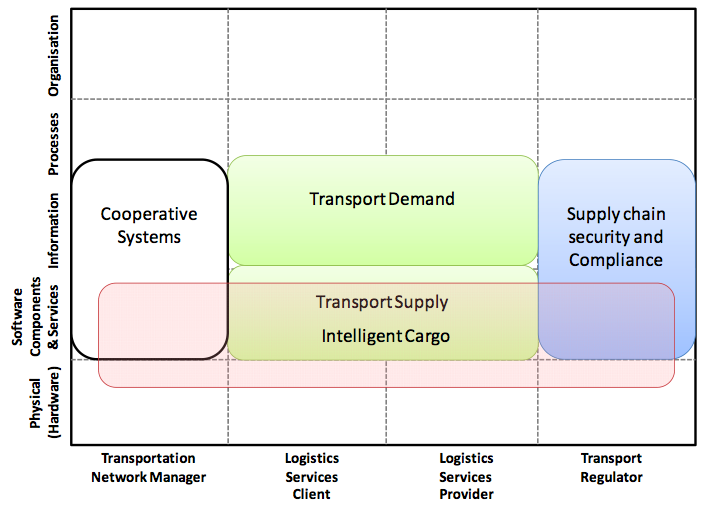 Organisation
Processes
Information
Software
Components
& Services
Physical
(Hardware)
Cooperative
Systems
Transport Demand
Supply chain
security and
Compliance
Transport Supply
Intelligent Cargo
Transportation
Network Manager
Logistics
Services
Client
Logistics
Services
Provider
Transport
Regulator